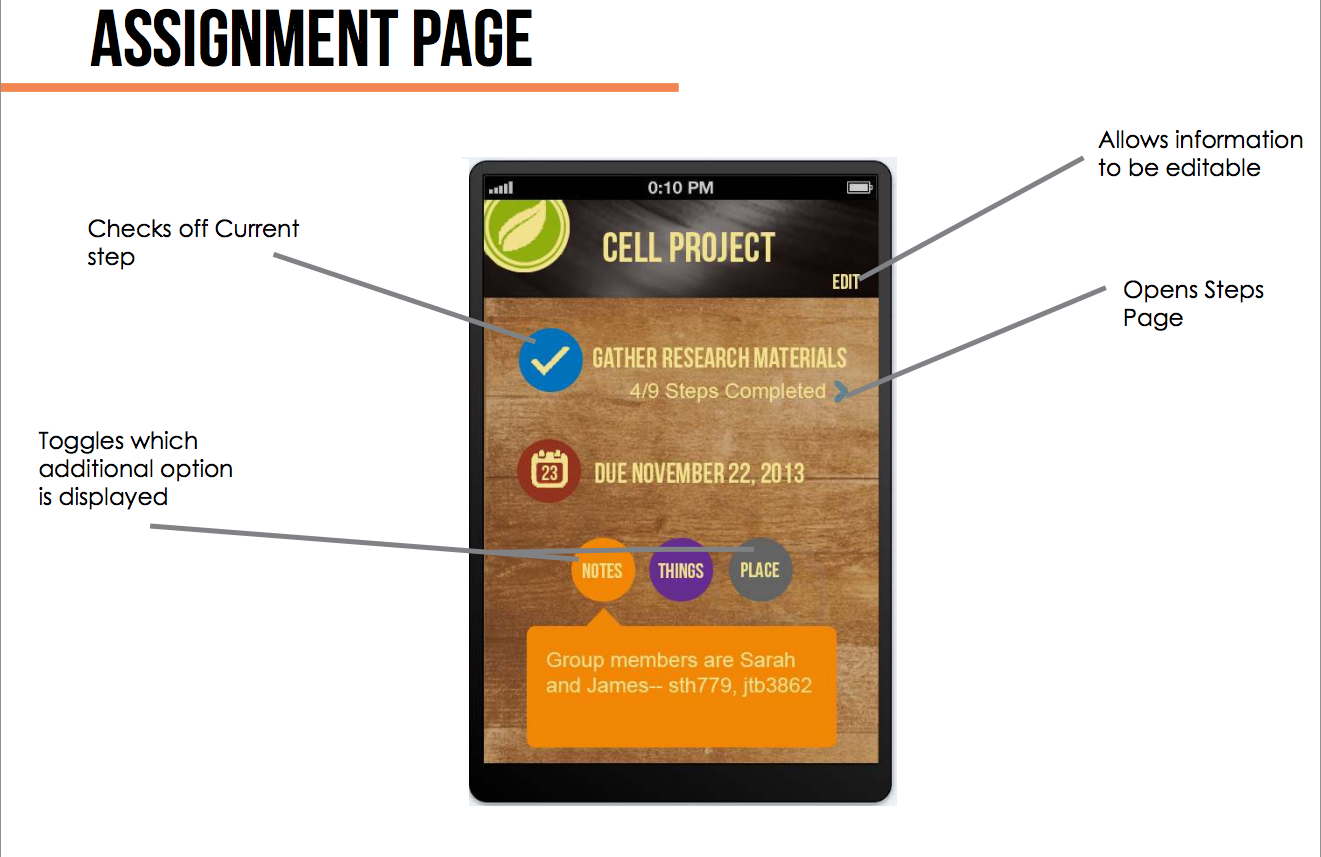 ASSIGNMENT PAGE
Allows information
to be editable
Checks off Current
step
Opens Steps
Page
Toggles which
additional option
is displayed
0:10 PM
CELL PROJECT
EDIT
GATHER RESEARCH MATERIALS
4/9 Steps Completed
23
DUE NOVEMBER 22, 2013
NOTES THINGS PLACE
Group members are Sarah
and James-- sth779, jtb3862